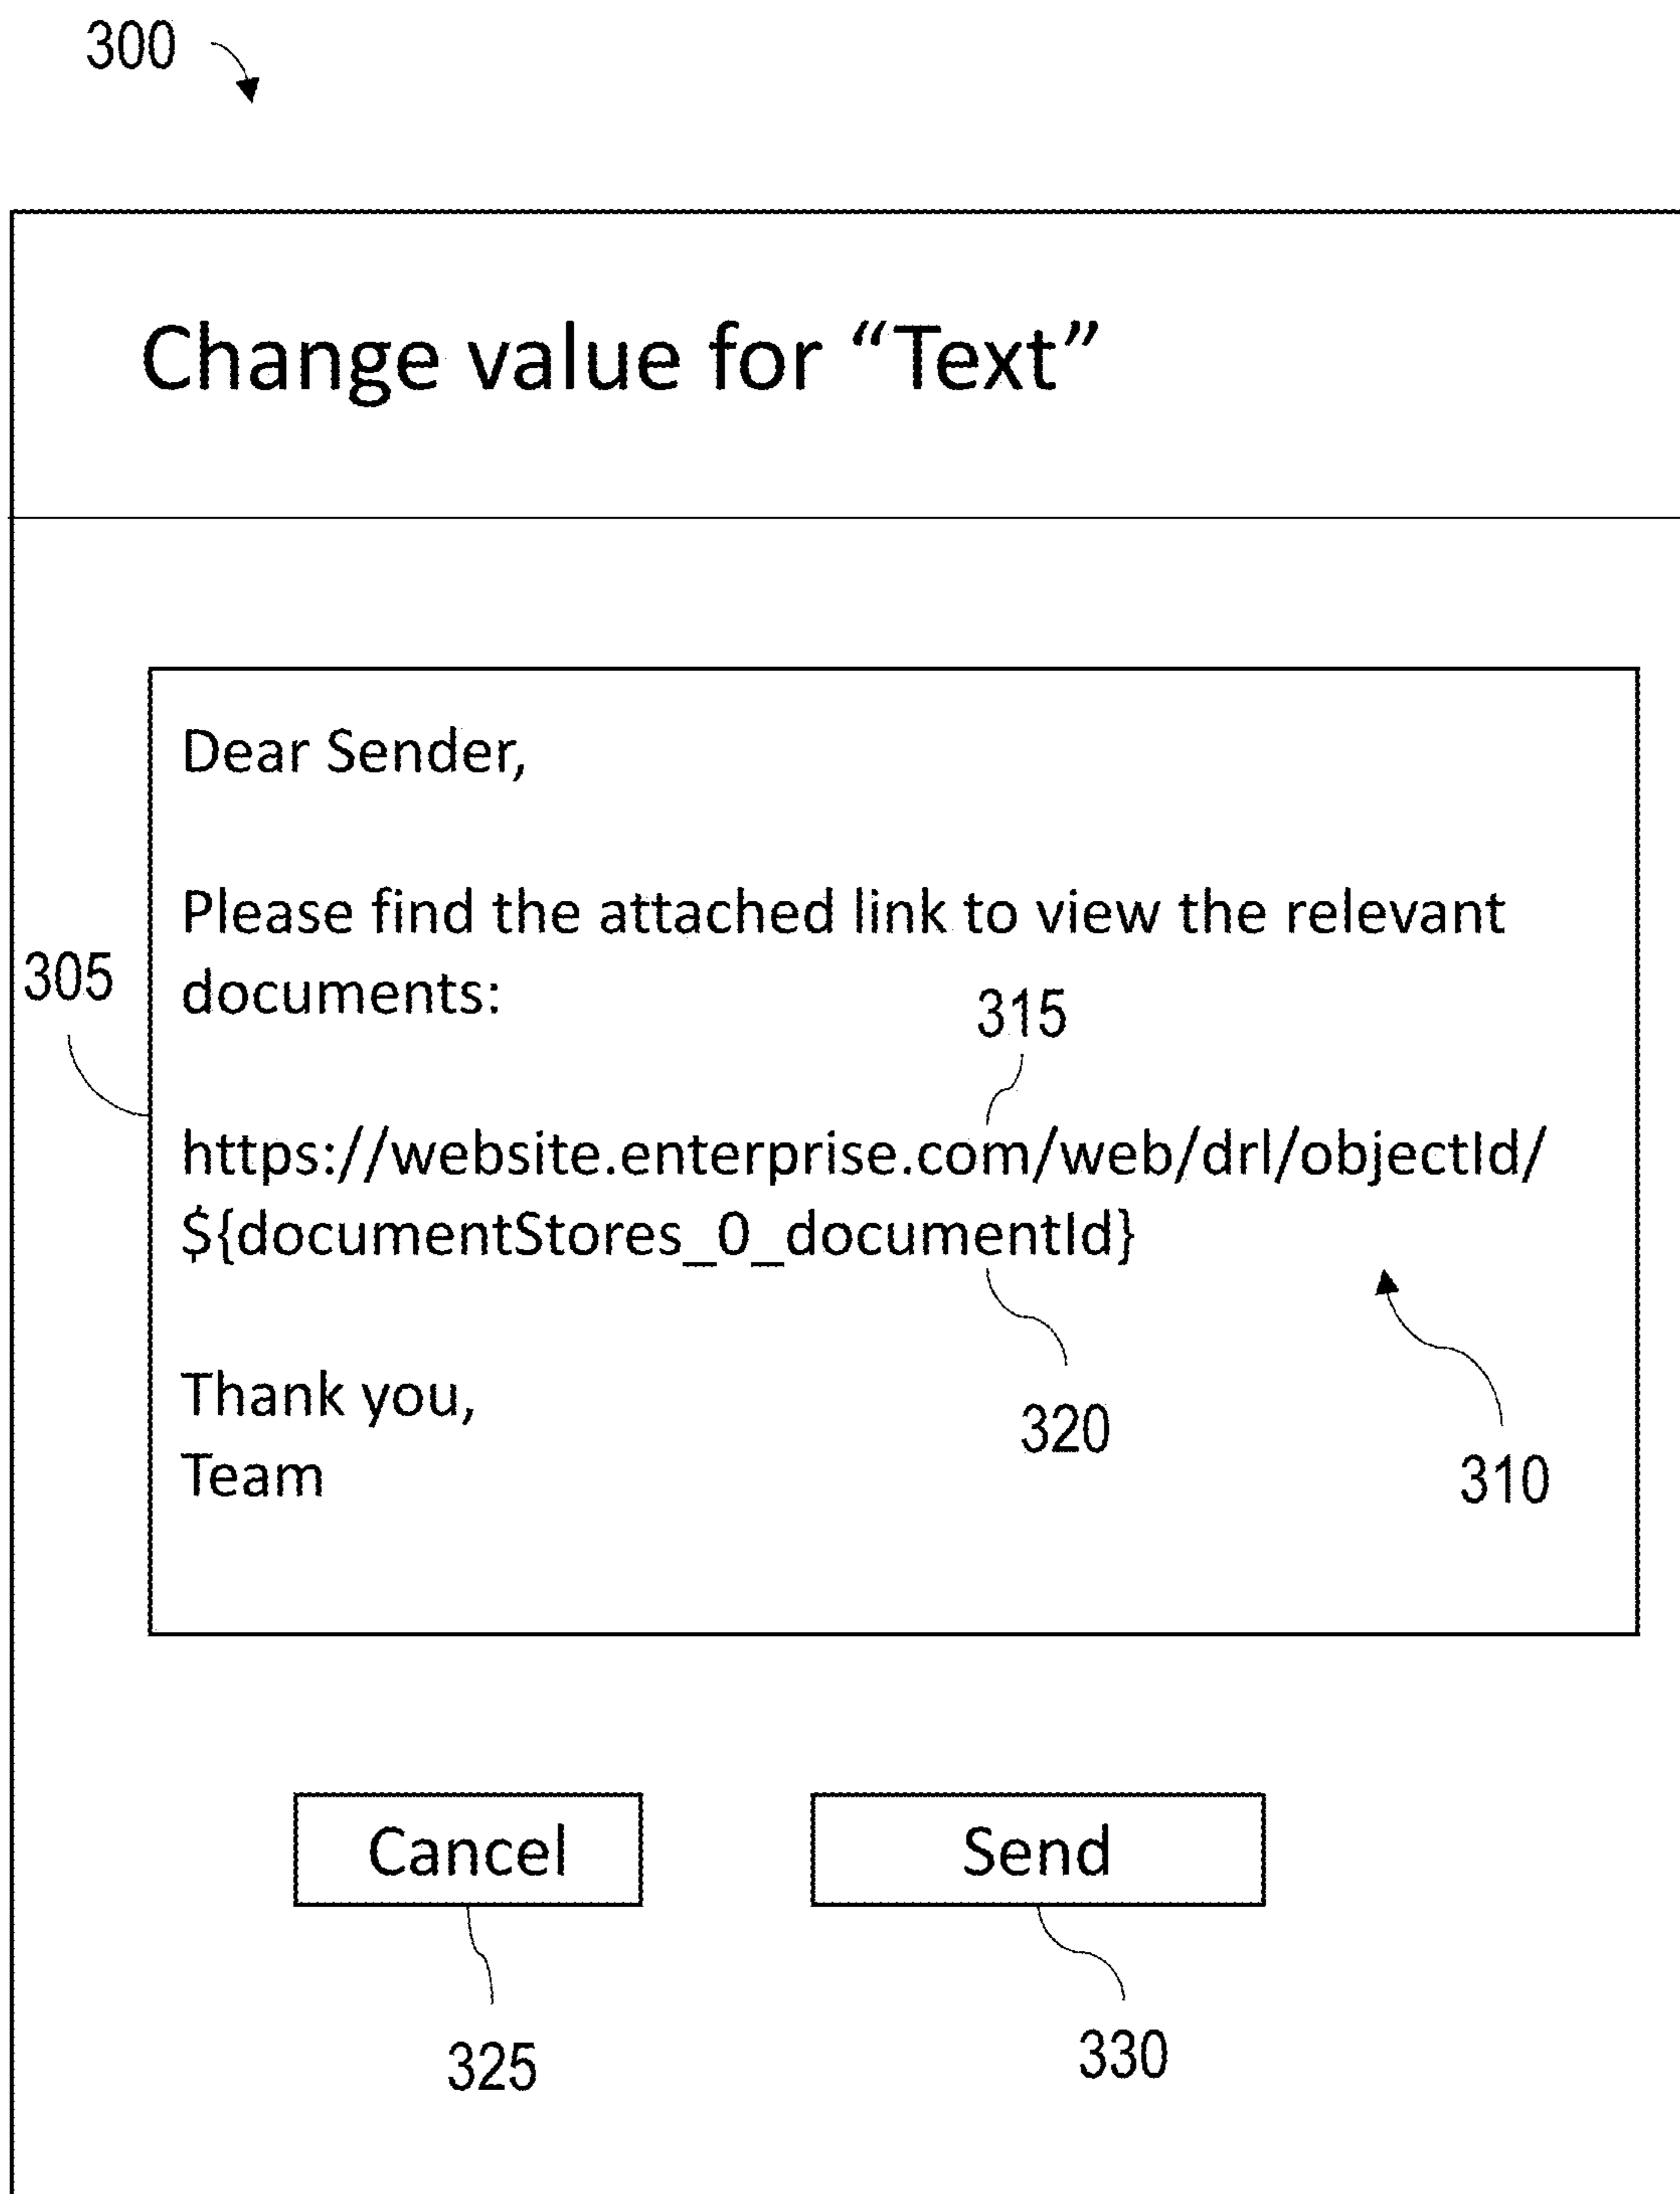 300
Change value for “Text”
Dear Sender,
Please find the attached link to view the relevant
documents:
305
315
https://website.enterprise.com/web/drl/objectId/
${documentStores_0_documentId}
Thank you,
320
Team
310
Cancel
Send
325
330